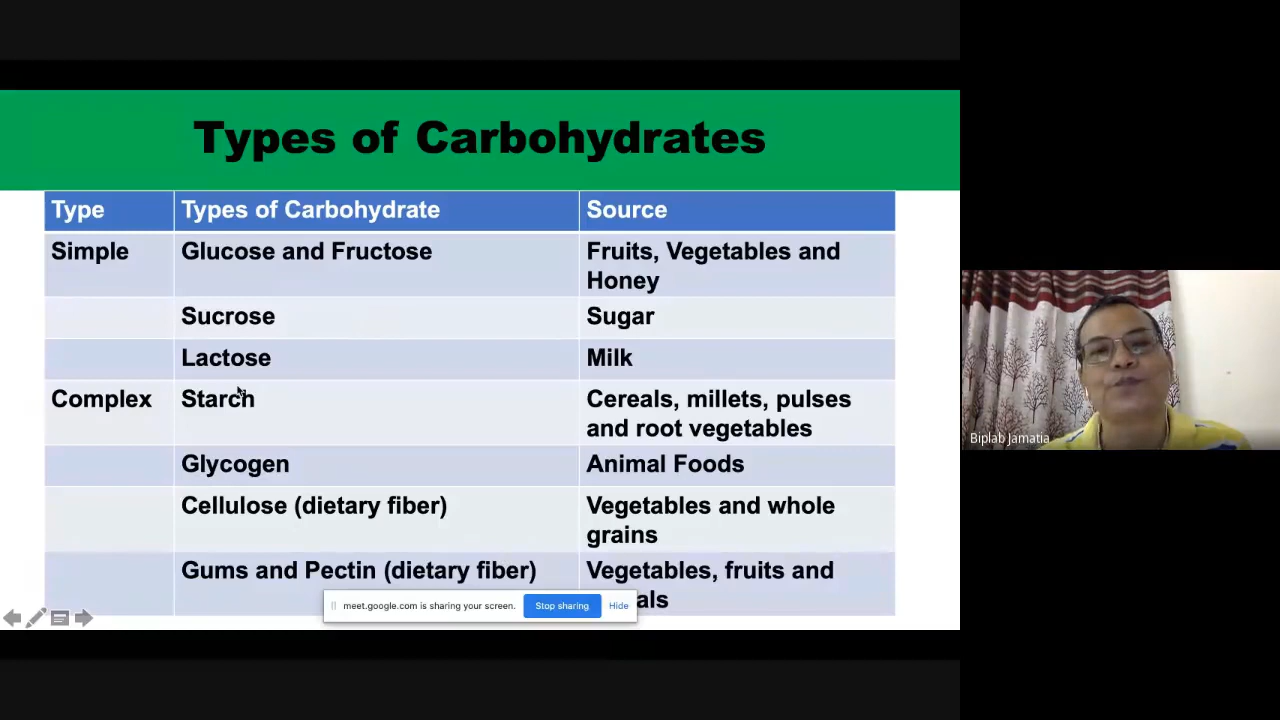 Types of Carbohydrates
Type Types of Carbohydrate Source
Simple Glucose and Fructose Fruits, Vegetables and
Honey
Sucrose Sugar
Lactose Milk
Complex Starch Cereals, millets, pulses
and root vegetables
Glycogen Animal Foods
Cellulose (dietary fiber) Vegetables and whole
grains
Gums and Pectin (dietary fiber) Vegetables, fruits and
meet.google.com is sharing your screen. Stop sharing Hide
Biplab Jamatia